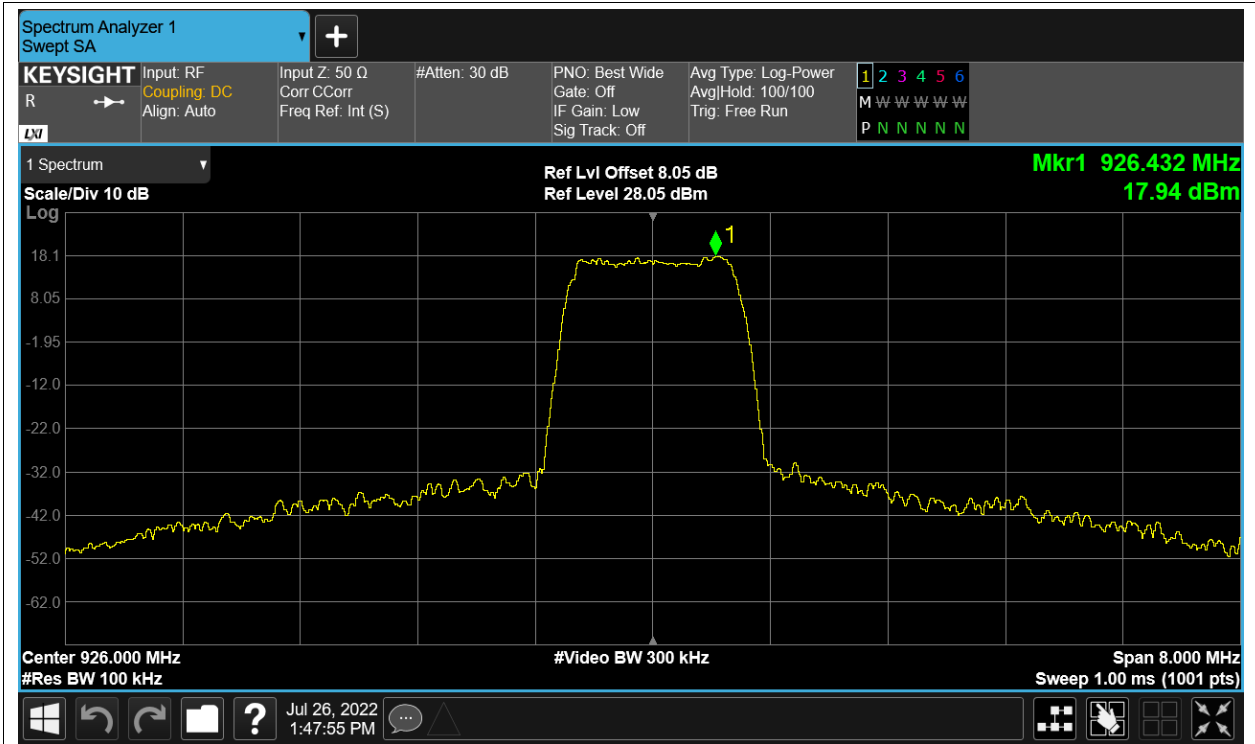 Spectrum Analyzer 1
Swept SA
KEYSIGHT
R
LXI
Input: RF
Coupling: DC
Align: Auto
Input Z: 50 Ω
Corr CCorr
Freq Ref: Int (S)
#Atten: 30 dB
PNO: Best Wide
Gate: Off
IF Gain: Low
Sig Track: Off
Avg Type: Log-Power
Avg|Hold: 100/100
Trig: Free Run
1 2 3 4 5 6
M W W W W W
P N N N N N
1 Spectrum
Scale/Div 10 dB
Log
Ref Lvl Offset 8.05 dB
Ref Level 28.05 dBm
Mkr1 926.432 MHz
17.94 dBm
1
18.1
8.05
-1.95
-12.0
-22.0
-32.0
-42.0
-52.0
-62.0
Center 926.000 MHz
#Video BW 300 kHz
Span 8.000 MHz
#Res BW 100 kHz
Sweep 1.00 ms (1001 pts)
?
Jul 26, 2022
1:47:55 PM